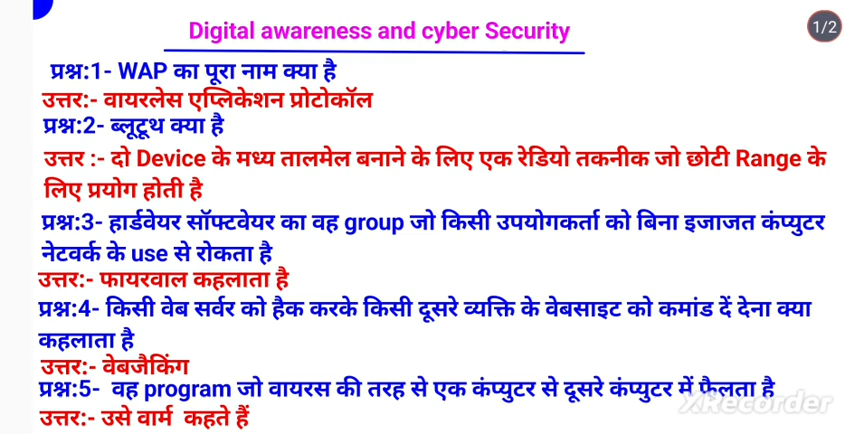 Digital awareness and cyber Security
1/2
प्रश्न:1- WAP का पूरा नाम क्या है
उत्तर:- वायरलेस एप्लिकेशन प्रोटोकॉल
प्रश्न:2- ब्लूटूथ क्या है
उत्तर :- दो Device के मध्य तालमेल बनाने के लिए एक रेडियो तकनीक जो छोटी Range के
लिए प्रयोग होती है
प्रश्न:3- हार्डवेयर सॉफ्टवेयर का वह group जो किसी उपयोगकर्ता को बिना इजाजत कंप्युटर
नेटवर्क के use से रोकता है
उत्तर:- फायरवाल कहलाता है
प्रश्न:4- किसी वेब सर्वर को हैक करके किसी दूसरे व्यक्ति के वेबसाइट को कमांड दें देना क्या
कहलाता है
उत्तर:- वेबजैकिंग
प्रश्न:5- वह program जो वायरस की तरह से एक कंप्युटर से दूसरे कंप्युटर में फैलता है
XRecorder
उत्तर:- उसे वार्म कहते हैं